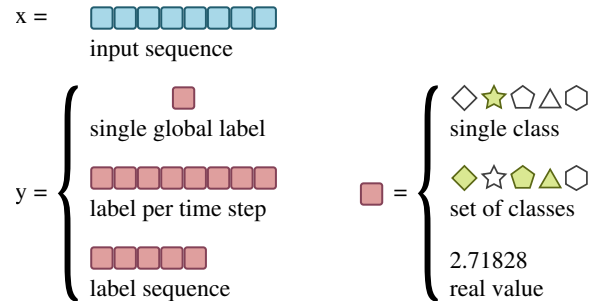 x =
input sequence
y =
single global label
label per time step
label sequence
=
single class
set of classes
2.71828
real value